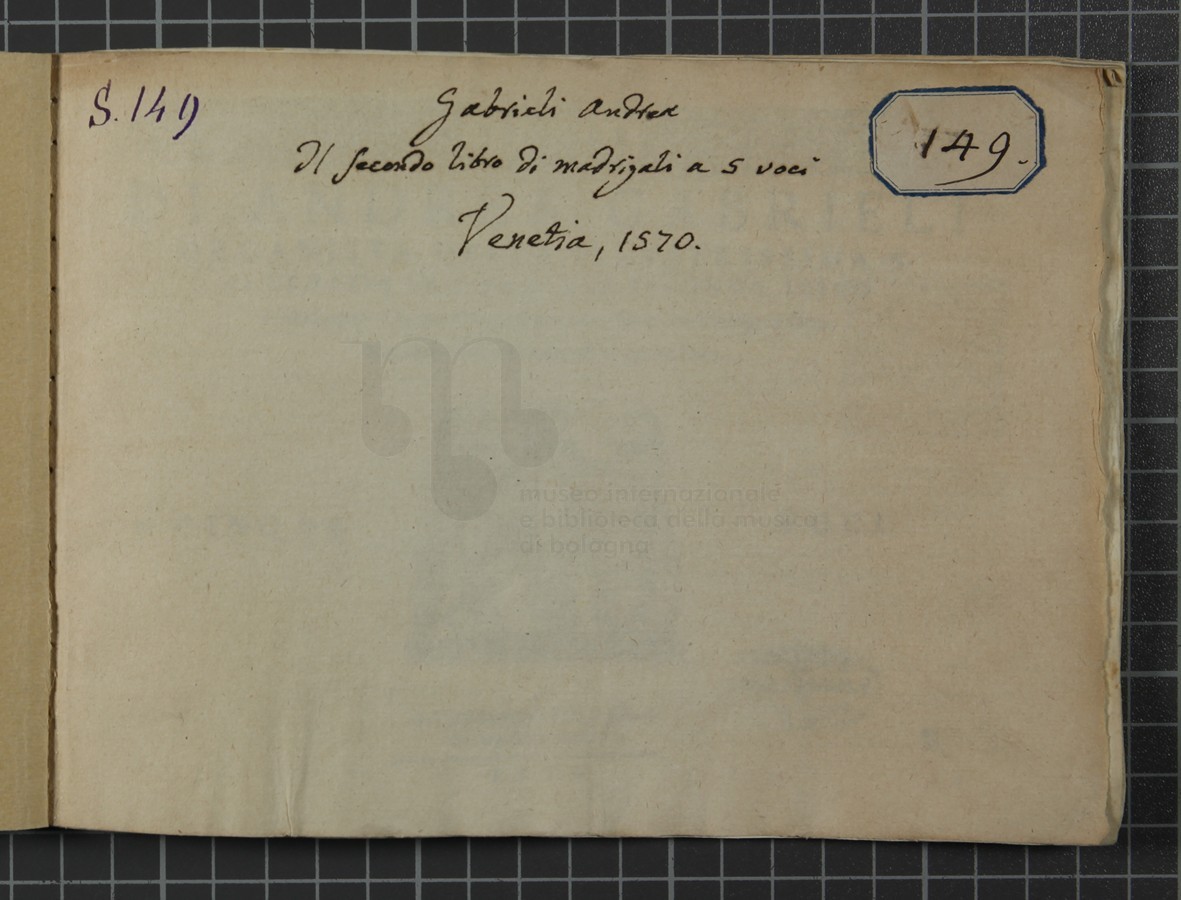 S. 149
Gabrieli Andrea
149.
Il secondo libro di madrigali a 5 voci
Venetia, 1570.
museo internazionale
e biblioteca della musica
di bologna